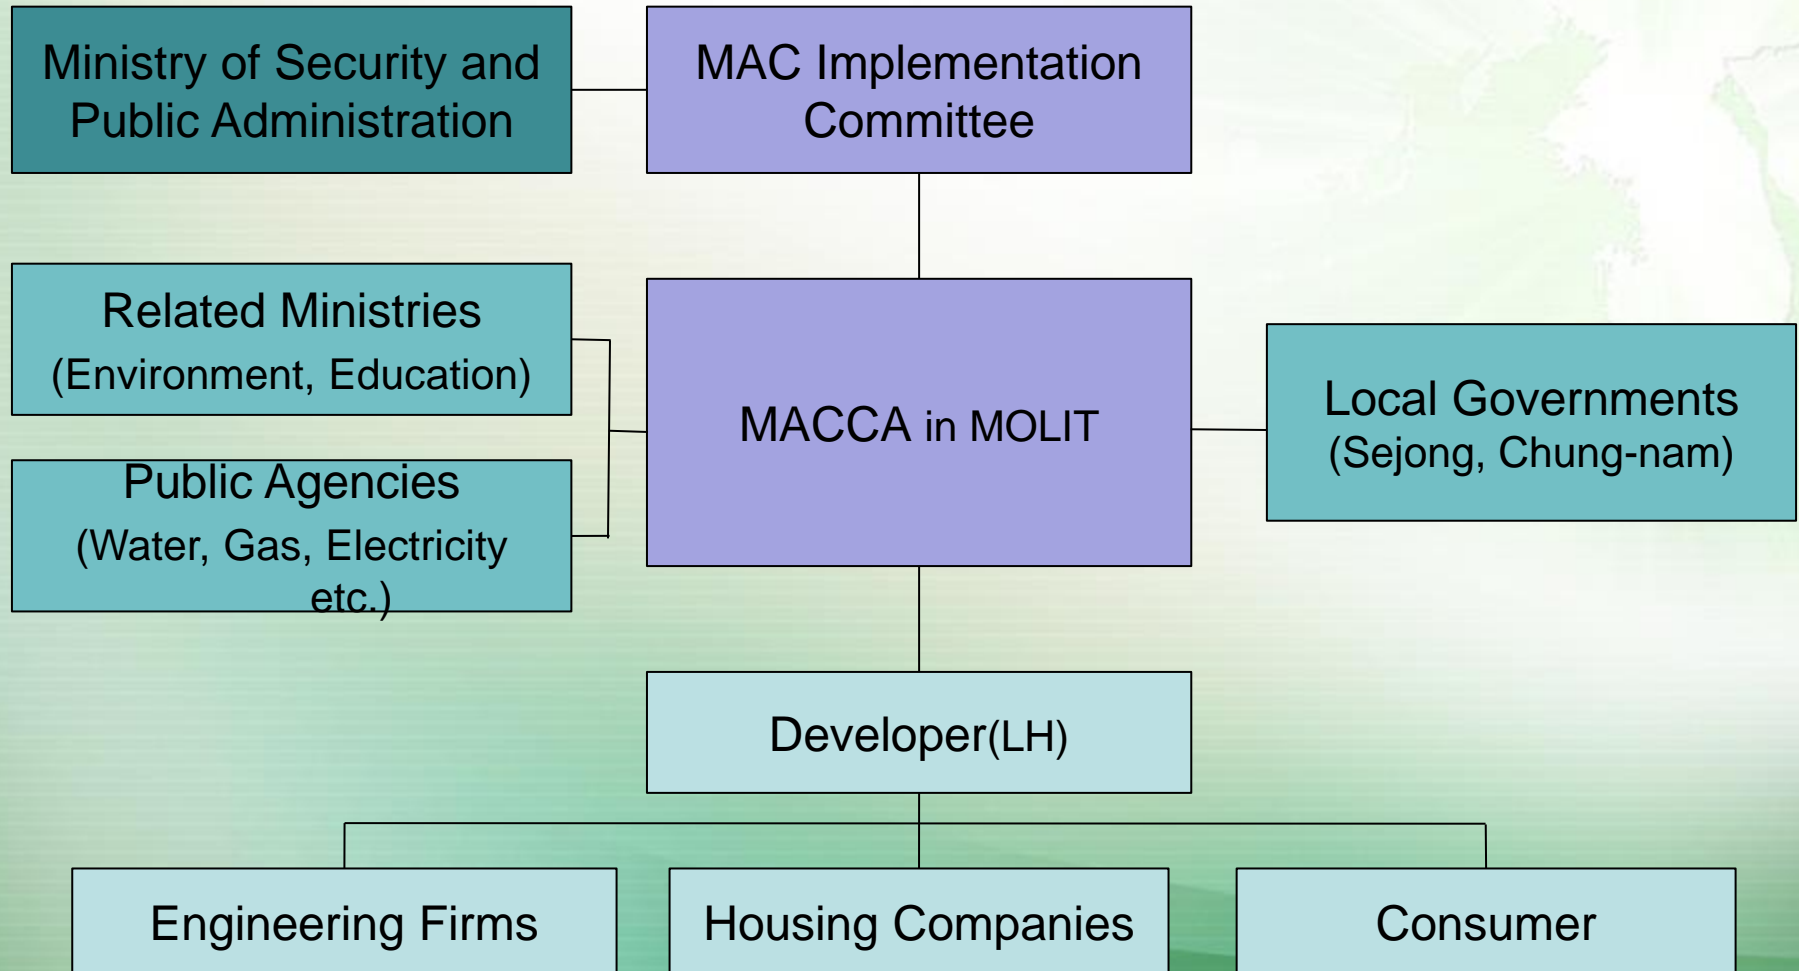 Ministry of Security and
Public Administration
MAC Implementation
Committee
Related Ministries
(Environment, Education)
Public Agencies
(Water, Gas, Electricity
etc.)
MACCA in MOLIT
Local Governments
(Sejong, Chung-nam)
Developer(LH)
Engineering Firms
Housing Companies
Consumer